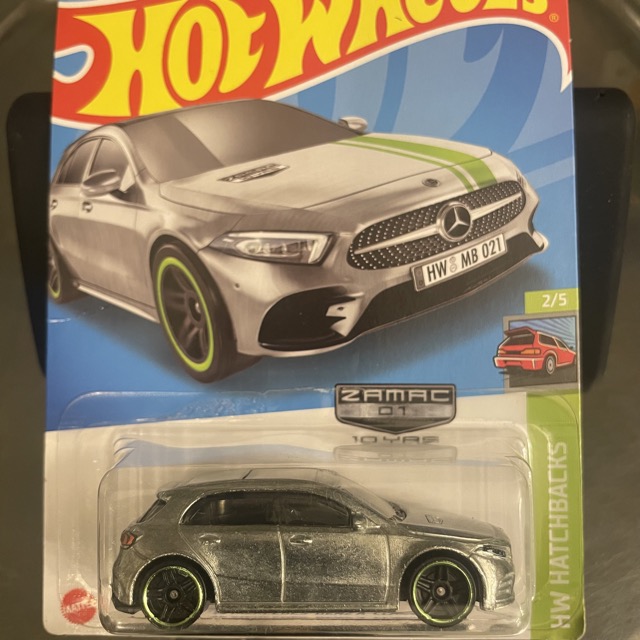 HOT WHEELS®
HW MB 021
2/5
ZAMAC
01
10 YRS
HW HATCHBACKS
MATTEL